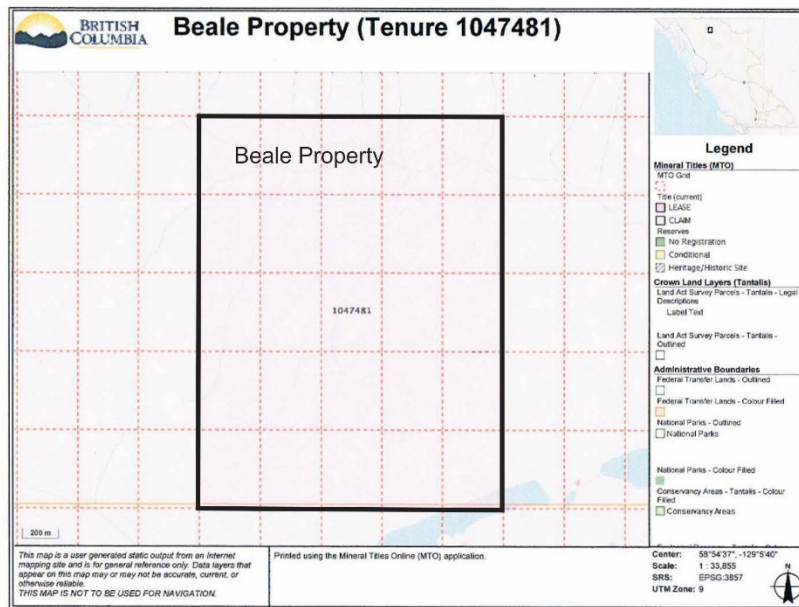 BRITISH
COLUMBIA
Beale Property (Tenure 1047481)
Beale Property
1047481
200 m
Legend
Mineral Titles (MTO)
MTO Grid
Title (current)
LEASE
CLAIM
Reserves
No Registration
Conditional
Heritage/Historic Site
Crown Land Layers (Tantalis)
Land Act Survey Parcels - Tantalis - Legal
Descriptions
Label Text
Land Act Survey Parcels - Tantalis -
Outlined
Administrative Boundaries
Federal Transfer Lands - Outlined
Federal Transfer Lands - Colour Filled
National Parks - Outlined
National Parks
National Parks - Colour Filled
Conservancy Areas - Tantalis - Colour
Filled
Conservancy Areas
This map is a user generated static output from an Internet
mapping site and is for general reference only. Data layers that
appear on this map may or may not be accurate, current, or
otherwise reliable.
THIS MAP IS NOT TO BE USED FOR NAVIGATION.
Printed using the Mineral Titles Online (MTO) application.
Center: 58°54'37", -129°5'40"
Scale: 1 : 33,855
SRS: EPSG:3857
UTM Zone: 9
N